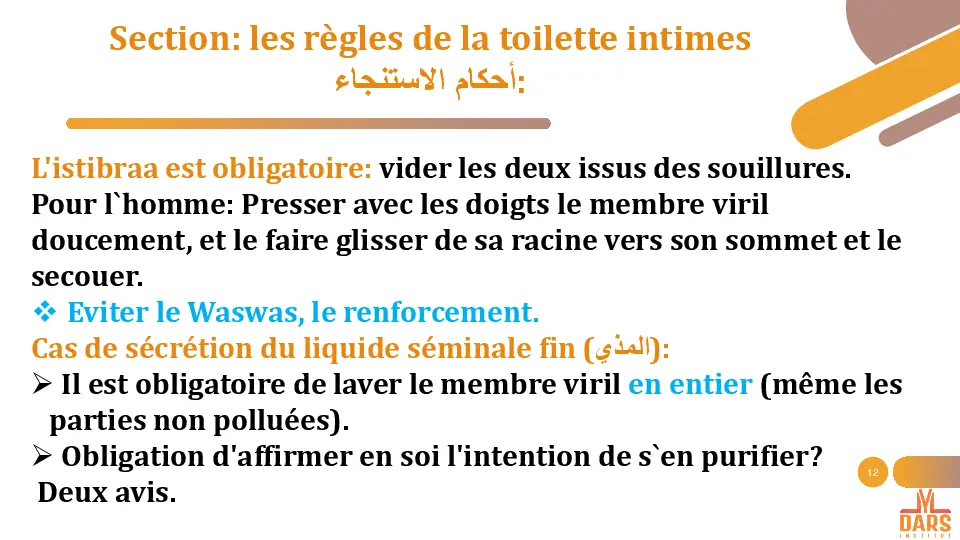 Section: les règles de la toilette intimes
أحكام الاستنجاء:
L'istibraa est obligatoire: vider les deux issus des souillures.
Pour l`homme: Presser avec les doigts le membre viril
doucement, et le faire glisser de sa racine vers son sommet et le
secouer.
❖ Eviter le Waswas, le renforcement.
Cas de sécrétion du liquide séminale fin (المذي):
➢ Il est obligatoire de laver le membre viril en entier (même les
parties non polluées).
➢ Obligation d'affirmer en soi l'intention de s`en purifier?
Deux avis.
12
DARS
INSTITUT